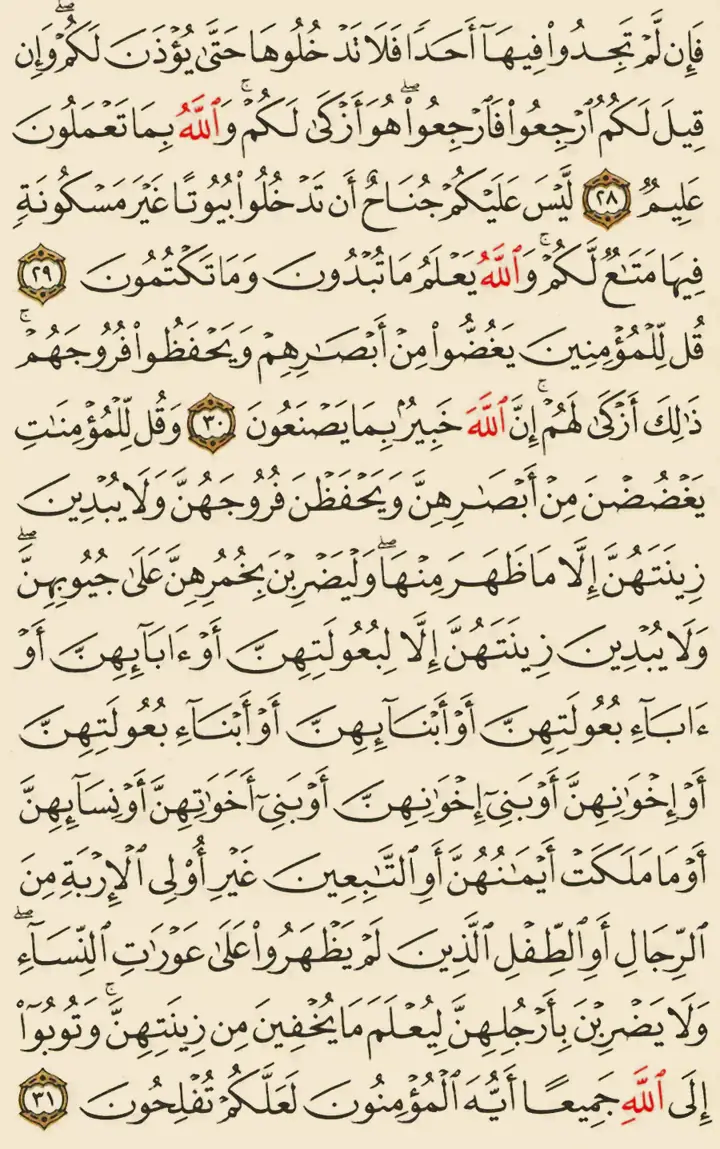 فَإِن لَّمْ تَجِدُوا۟ فِيهَآ أَحَدًا فَلَا تَدْخُلُوهَا حَتَّىٰ يُؤْذَنَ لَكُمْ ۖ وَإِن
قِيلَ لَكُمُ ٱرْجِعُوا۟ فَٱرْجِعُوا۟ ۖ هُوَ أَزْكَىٰ لَكُمْ ۚ وَٱللَّهُ بِمَا تَعْمَلُونَ
عَلِيمٌ ٢٨ لَّيْسَ عَلَيْكُمْ جُنَاحٌ أَن تَدْخُلُوا۟ بُيُوتًا غَيْرَ مَسْكُونَةٍ
فِيهَا مَتَـٰعٌ لَّكُمْ ۚ وَٱللَّهُ يَعْلَمُ مَا تُبْدُونَ وَمَا تَكْتُمُونَ ٢٩
قُل لِّلْمُؤْمِنِينَ يَغُضُّوا۟ مِنْ أَبْصَـٰرِهِمْ وَيَحْفَظُوا۟ فُرُوجَهُمْ ۚ
ذَٰلِكَ أَزْكَىٰ لَهُمْ ۚ إِنَّ ٱللَّهَ خَبِيرٌۢ بِمَا يَصْنَعُونَ ٣٠ وَقُل لِّلْمُؤْمِنَـٰتِ
يَغْضُضْنَ مِنْ أَبْصَـٰرِهِنَّ وَيَحْفَظْنَ فُرُوجَهُنَّ وَلَا يُبْدِينَ
زِينَتَهُنَّ إِلَّا مَا ظَهَرَ مِنْهَا ۖ وَلْيَضْرِبْنَ بِخُمُرِهِنَّ عَلَىٰ جُيُوبِهِنَّ ۖ
وَلَا يُبْدِينَ زِينَتَهُنَّ إِلَّا لِبُعُولَتِهِنَّ أَوْ ءَابَآئِهِنَّ أَوْ
ءَابَآءِ بُعُولَتِهِنَّ أَوْ أَبْنَآئِهِنَّ أَوْ أَبْنَآءِ بُعُولَتِهِنَّ
أَوْ إِخْوَٰنِهِنَّ أَوْ بَنِىٓ إِخْوَٰنِهِنَّ أَوْ بَنِىٓ أَخَوَٰتِهِنَّ أَوْ نِسَآئِهِنَّ
أَوْ مَا مَلَكَتْ أَيْمَـٰنُهُنَّ أَوِ ٱلتَّـٰبِعِينَ غَيْرِ أُو۟لِى ٱلْإِرْبَةِ مِنَ
ٱلرِّجَالِ أَوِ ٱلطِّفْلِ ٱلَّذِينَ لَمْ يَظْهَرُوا۟ عَلَىٰ عَوْرَٰتِ ٱلنِّسَآءِ ۖ
وَلَا يَضْرِبْنَ بِأَرْجُلِهِنَّ لِيُعْلَمَ مَا يُخْفِينَ مِن زِينَتِهِنَّ ۚ وَتُوبُوٓا۟
إِلَى ٱللَّهِ جَمِيعًا أَيُّهَ ٱلْمُؤْمِنُونَ لَعَلَّكُمْ تُفْلِحُونَ ٣١